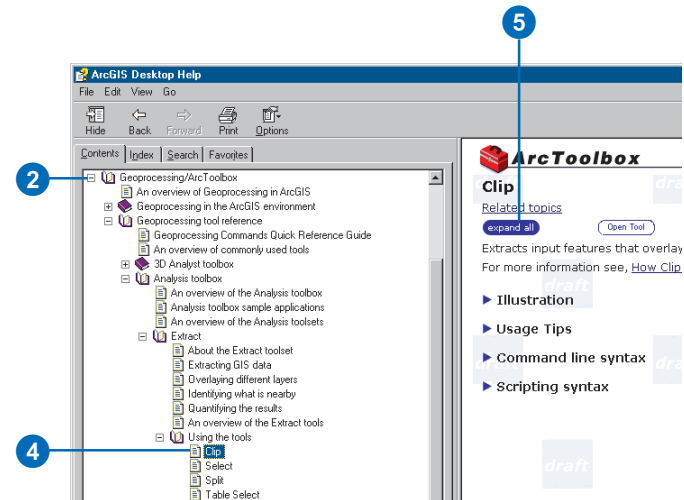 5
ArcGIS Desktop Help
File Edit View Go
Hide Back Forward Print Options
Contents Index Search Favorites
2
Geoprocessing/ArcToolbox
An overview of Geoprocessing in ArcGIS
Geoprocessing in the ArcGIS environment
Geoprocessing tool reference
Geoprocessing Commands Quick Reference Guide
An overview of commonly used tools
3D Analyst toolbox
Analysis toolbox
An overview of the Analysis toolbox
Analysis toolbox sample applications
An overview of the Analysis toolsets
Extract
About the Extract toolset
Extracting GIS data
Overlaying different layers
Identifying what is nearby
Quantifying the results
An overview of the Extract tools
Using the tools
4
Clip
Select
Split
Table Select
ArcToolbox
Clip
Related topics
expand all Open Tool
Extracts input features that overlay
For more information see, How Clip
Illustration
Usage Tips
Command line syntax
Scripting syntax
draft
draft